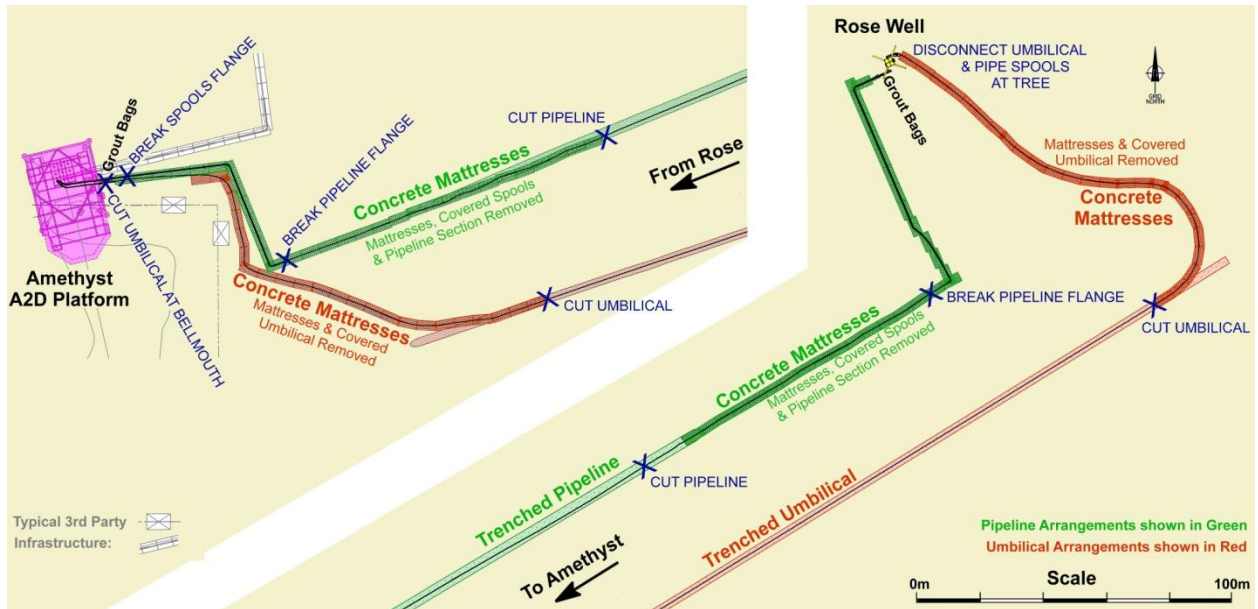 BREAK SPOOLS FLANGE
Grout Bags
CUT UMBILICAL AT BELLMOUTH
Amethyst
A2D Platform
BREAK PIPELINE FLANGE
CUT PIPELINE
Concrete Mattresses
Mattresses, Covered Spools
& Pipeline Section Removed
From Rose
Concrete Mattresses
Mattresses & Covered
Umbilical Removed
CUT UMBILICAL
Typical 3rd Party
Infrastructure:
Rose Well
DISCONNECT UMBILICAL
& PIPE SPOOLS
AT TREE
GRID
NORTH
Grout Bags
Mattresses & Covered
Umbilical Removed
Concrete
Mattresses
BREAK PIPELINE FLANGE
CUT UMBILICAL
Concrete Mattresses
Mattresses, Covered Spools
& Pipeline Section Removed
CUT PIPELINE
Trenched Pipeline
Trenched Umbilical
To Amethyst
Pipeline Arrangements shown in Green
Umbilical Arrangements shown in Red
0m Scale 100m